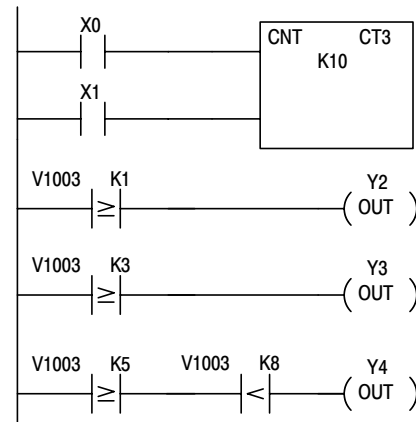 X0
CNT CT3
K10
X1
V1003 K1 Y2
≥ OUT
V1003 K3 Y3
≥ OUT
V1003 K5 V1003 K8 Y4
≥ < OUT